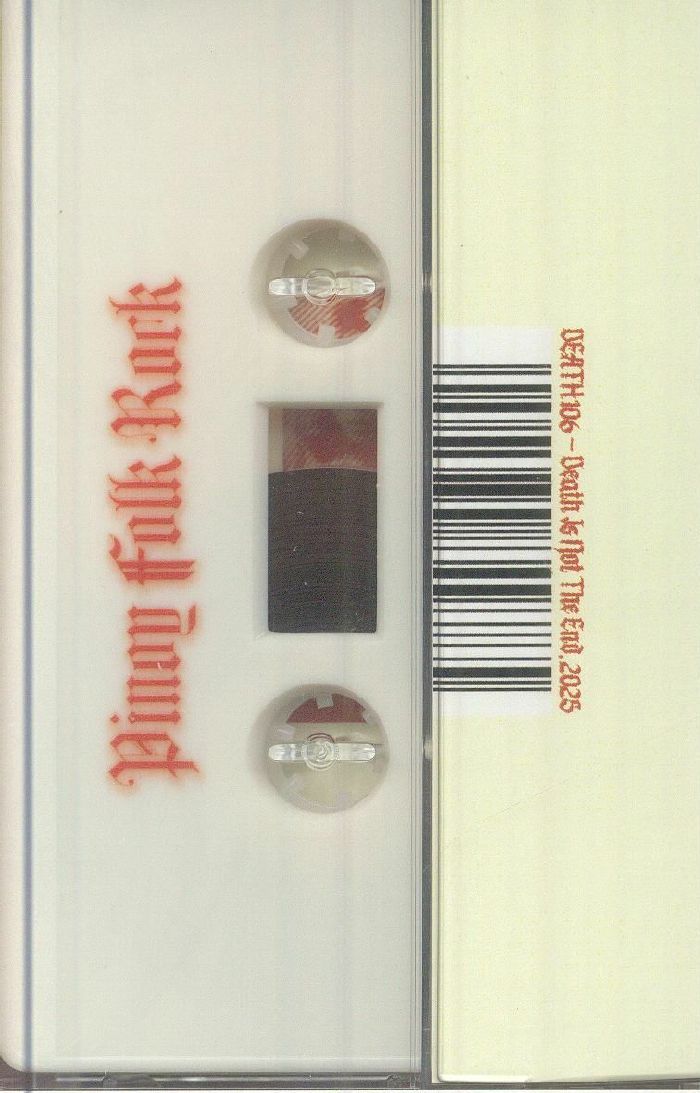 Pinoy Folk Rock
DEATH106 – Death Is Not The End. 2025